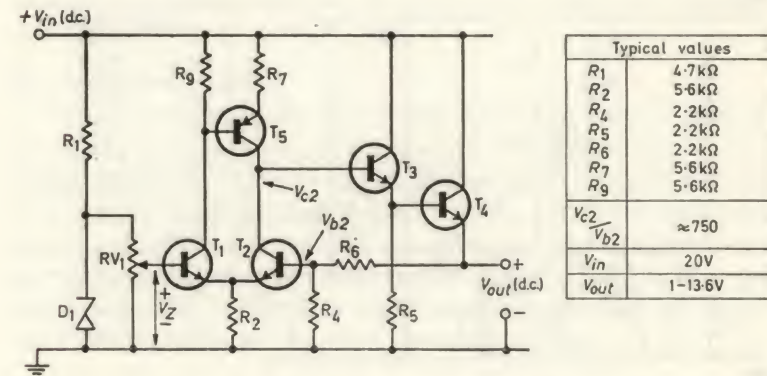 +V_in (d.c.)
R9
R7
R1
T5
V_c2
T3
T4
RV1
T1
T2
V_b2
R6
+
V_Z
−
D1
R2
R4
R5
+
V_out (d.c.)
−
Typical values
R1 4·7kΩ
R2 5·6kΩ
R4 2·2kΩ
R5 2·2kΩ
R6 2·2kΩ
R7 5·6kΩ
R9 5·6kΩ
V_c2/V_b2 ≈750
V_in 20V
V_out 1–13·6V